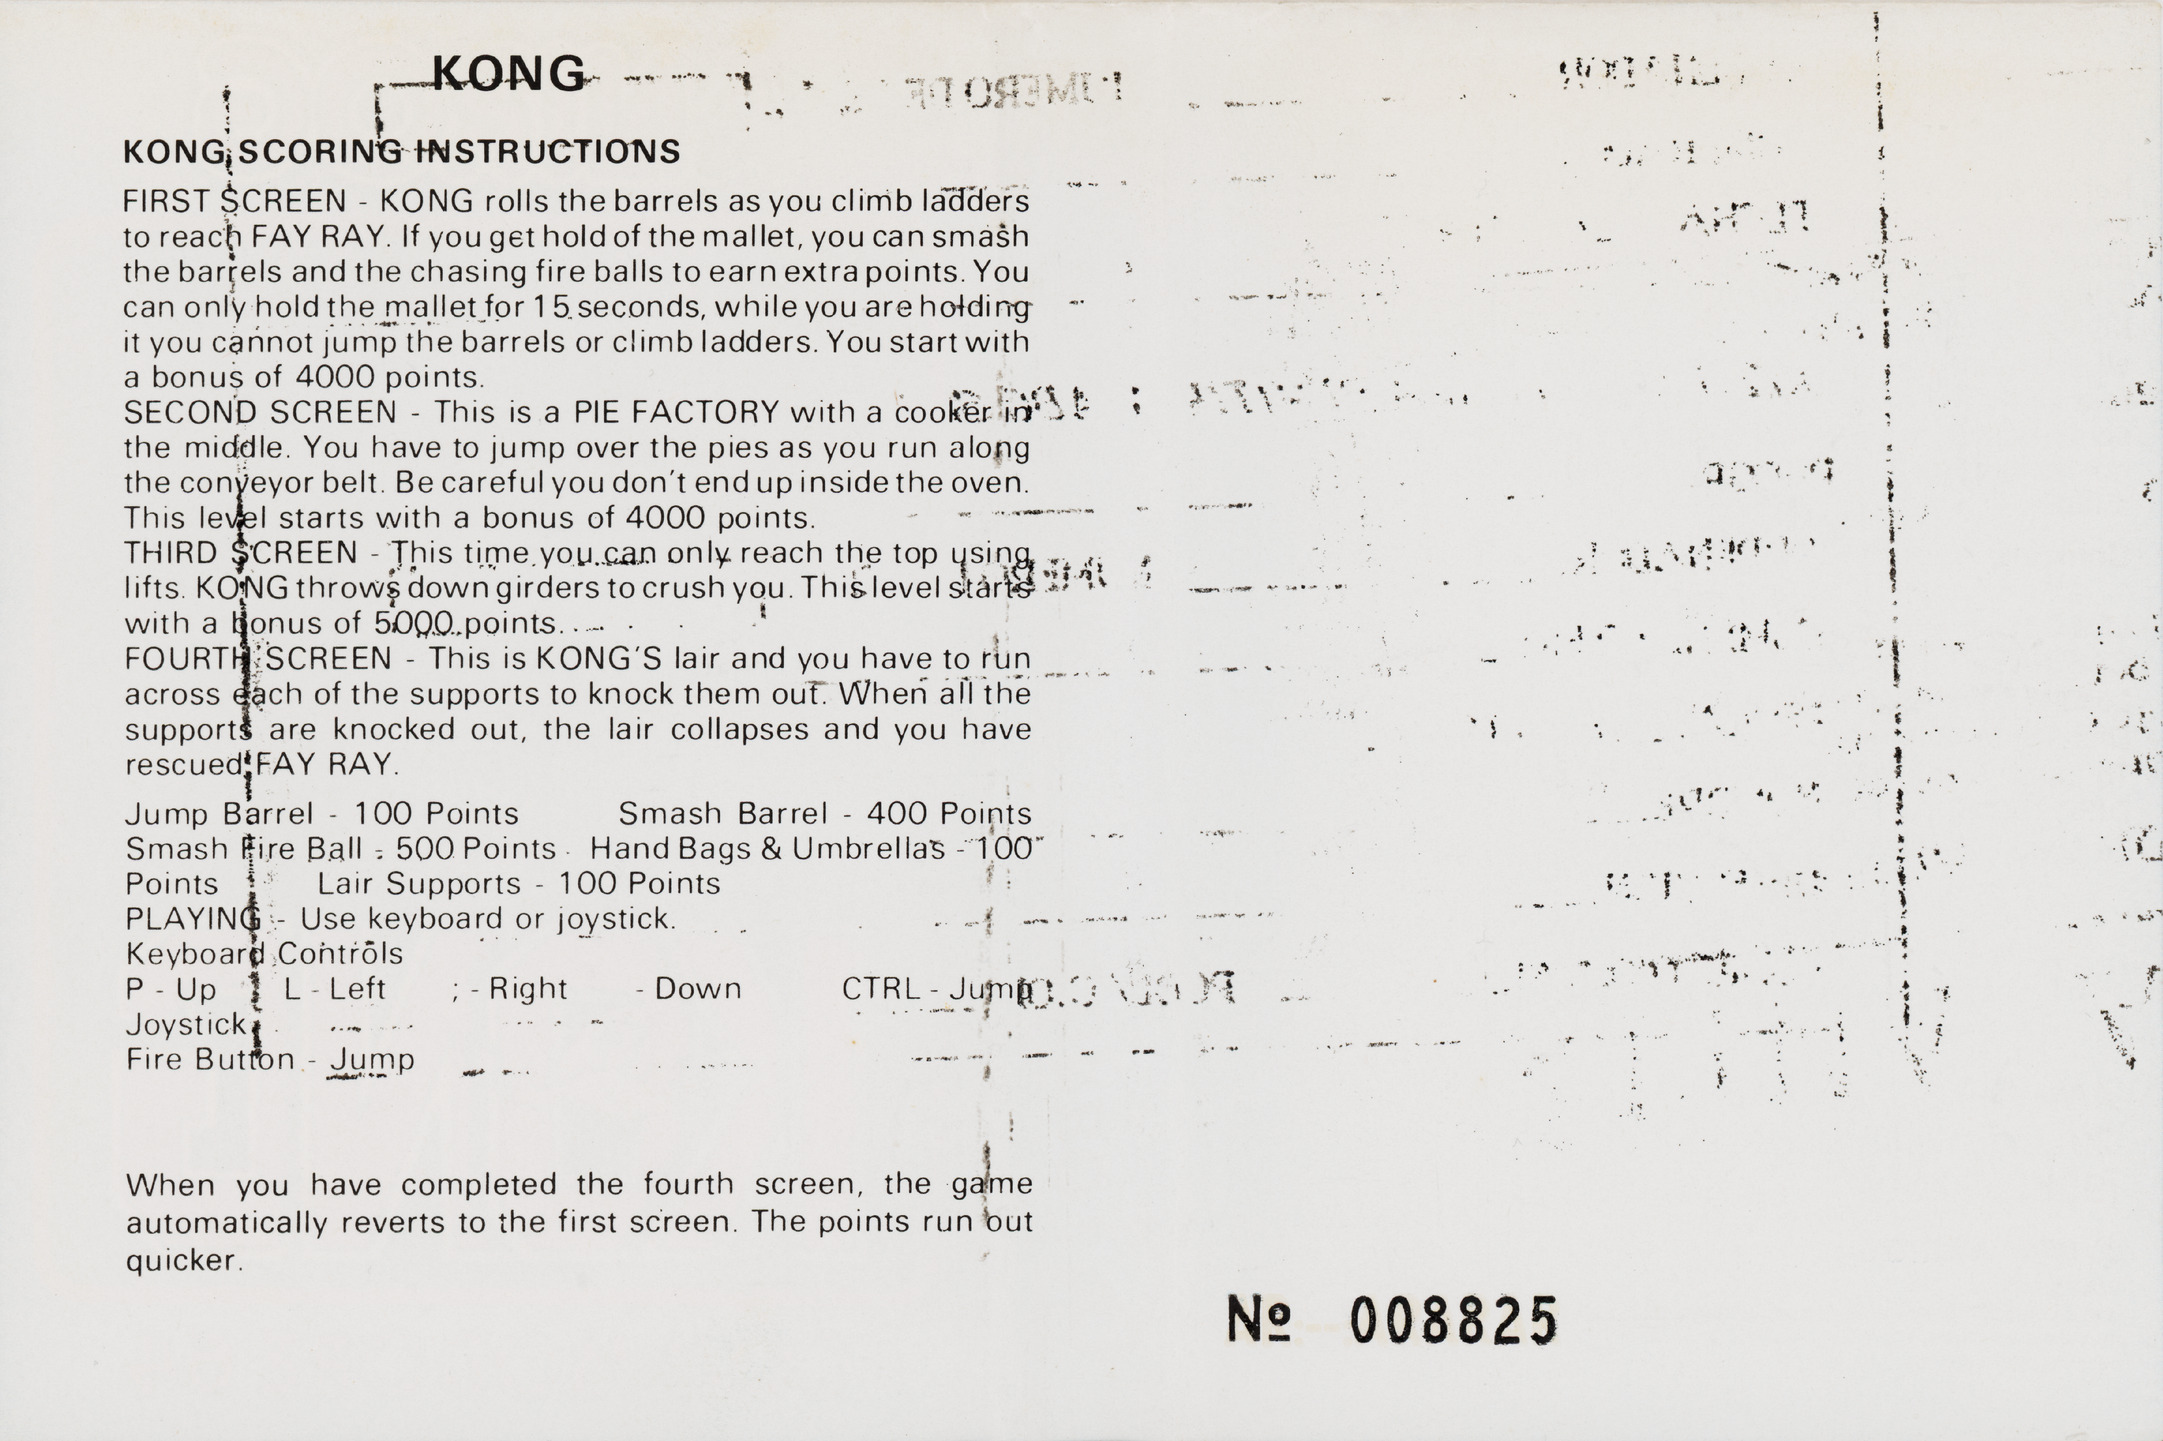 KONG
KONG SCORING INSTRUCTIONS
FIRST SCREEN - KONG rolls the barrels as you climb ladders
to reach FAY RAY. If you get hold of the mallet, you can smash
the barrels and the chasing fire balls to earn extra points. You
can only hold the mallet for 15 seconds, while you are holding
it you cannot jump the barrels or climb ladders. You start with
a bonus of 4000 points.
SECOND SCREEN - This is a PIE FACTORY with a cooker in
the middle. You have to jump over the pies as you run along
the conveyor belt. Be careful you don't end up inside the oven.
This level starts with a bonus of 4000 points.
THIRD SCREEN - This time you can only reach the top using
lifts. KONG throws down girders to crush you. This level starts
with a bonus of 5000 points.
FOURTH SCREEN - This is KONG'S lair and you have to run
across each of the supports to knock them out. When all the
supports are knocked out, the lair collapses and you have
rescued FAY RAY.
Jump Barrel - 100 Points Smash Barrel - 400 Points
Smash Fire Ball - 500 Points Hand Bags & Umbrellas - 100
Points Lair Supports - 100 Points
PLAYING - Use keyboard or joystick.
Keyboard Controls
P - Up L - Left ; - Right - Down CTRL - Jump
Joystick
Fire Button - Jump
When you have completed the fourth screen, the game
automatically reverts to the first screen. The points run out
quicker.
Nº 008825